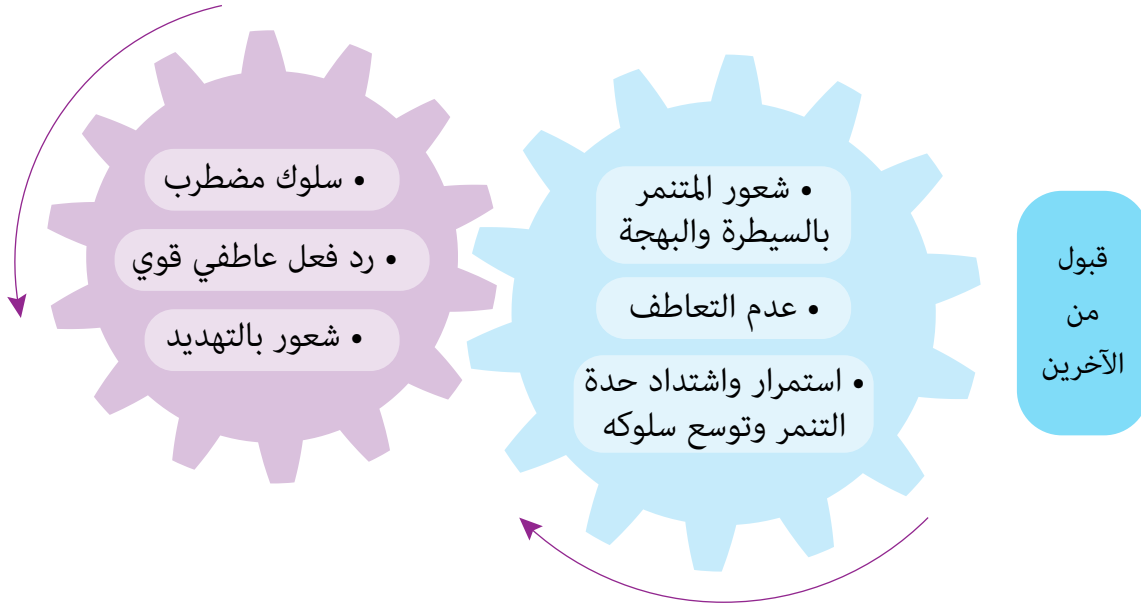 قبول
من
الآخرين
• شعور المتنمر
بالسيطرة والبهجة
• عدم التعاطف
• استمرار واشتداد حدة
التنمر وتوسع سلوكه
• سلوك مضطرب
• رد فعل عاطفي قوي
• شعور بالتهديد